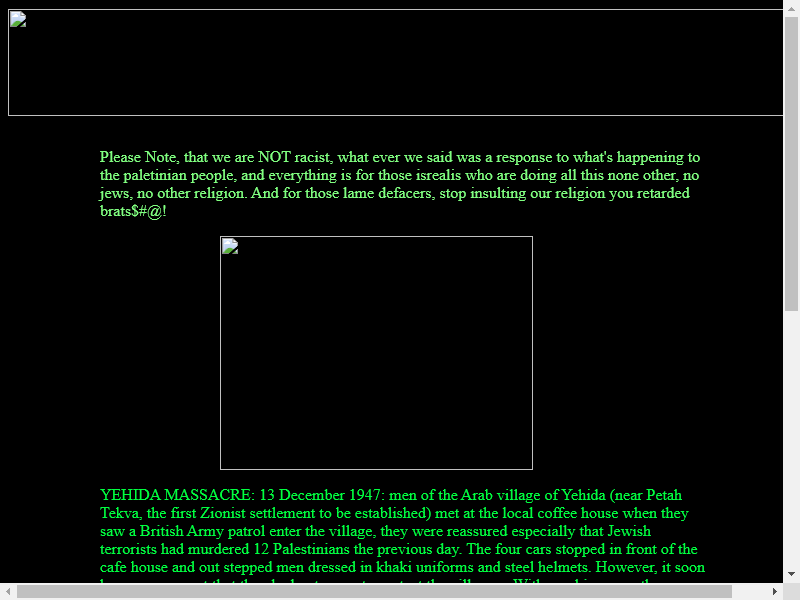 Please Note, that we are NOT racist, what ever we said was a response to what's happening to
the paletinian people, and everything is for those isrealis who are doing all this none other, no
jews, no other religion. And for those lame defacers, stop insulting our religion you retarded
brats$#@!
YEHIDA MASSACRE: 13 December 1947: men of the Arab village of Yehida (near Petah
Tekva, the first Zionist settlement to be established) met at the local coffee house when they
saw a British Army patrol enter the village, they were reassured especially that Jewish
terrorists had murdered 12 Palestinians the previous day. The four cars stopped in front of the
cafe house and out stepped men dressed in khaki uniforms and steel helmets. However, it soon